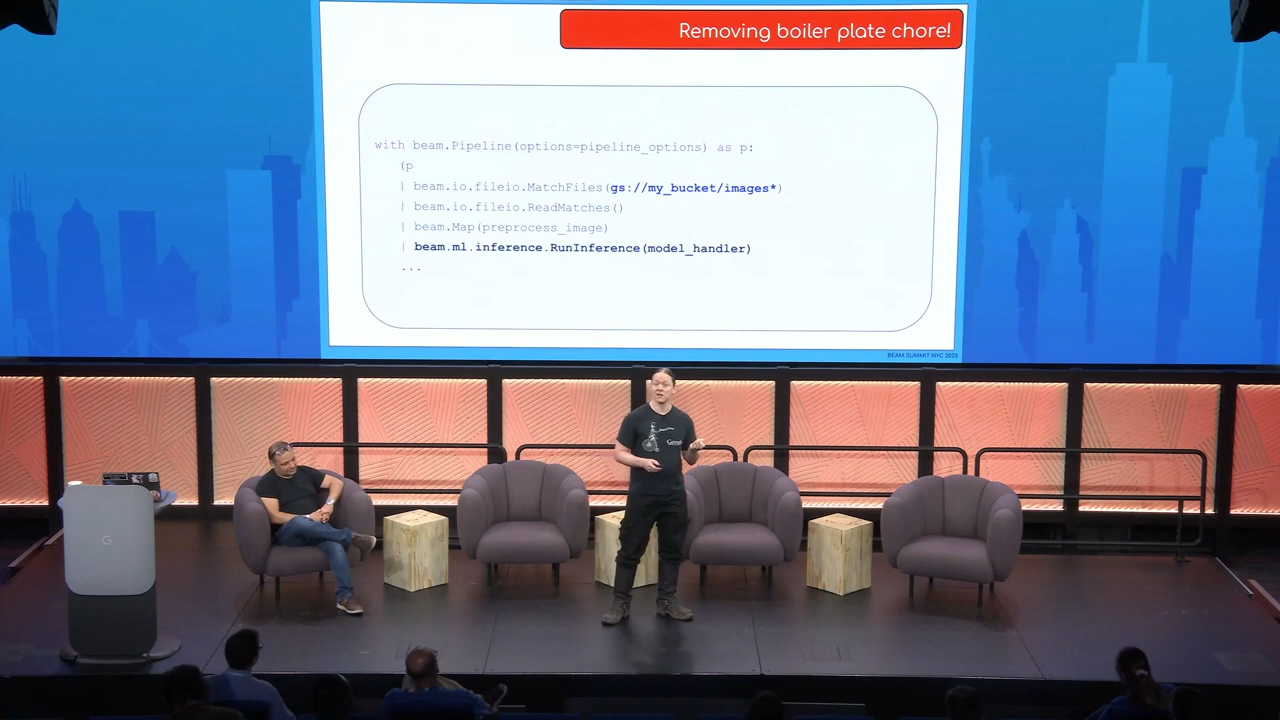 Removing boiler plate chore!
with beam.Pipeline(options=pipeline_options) as p:
(p
| beam.io.fileio.MatchFiles(gs://my_bucket/images*)
| beam.io.fileio.ReadMatches()
| beam.Map(preprocess_image)
| beam.ml.inference.RunInference(model_handler)
...
BEAM SUMMIT NYC 2023
Google
G